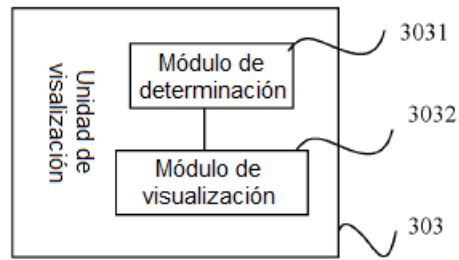 Unidad de
visalización
Módulo de
determinación
Módulo de
visualización
3031
3032
303